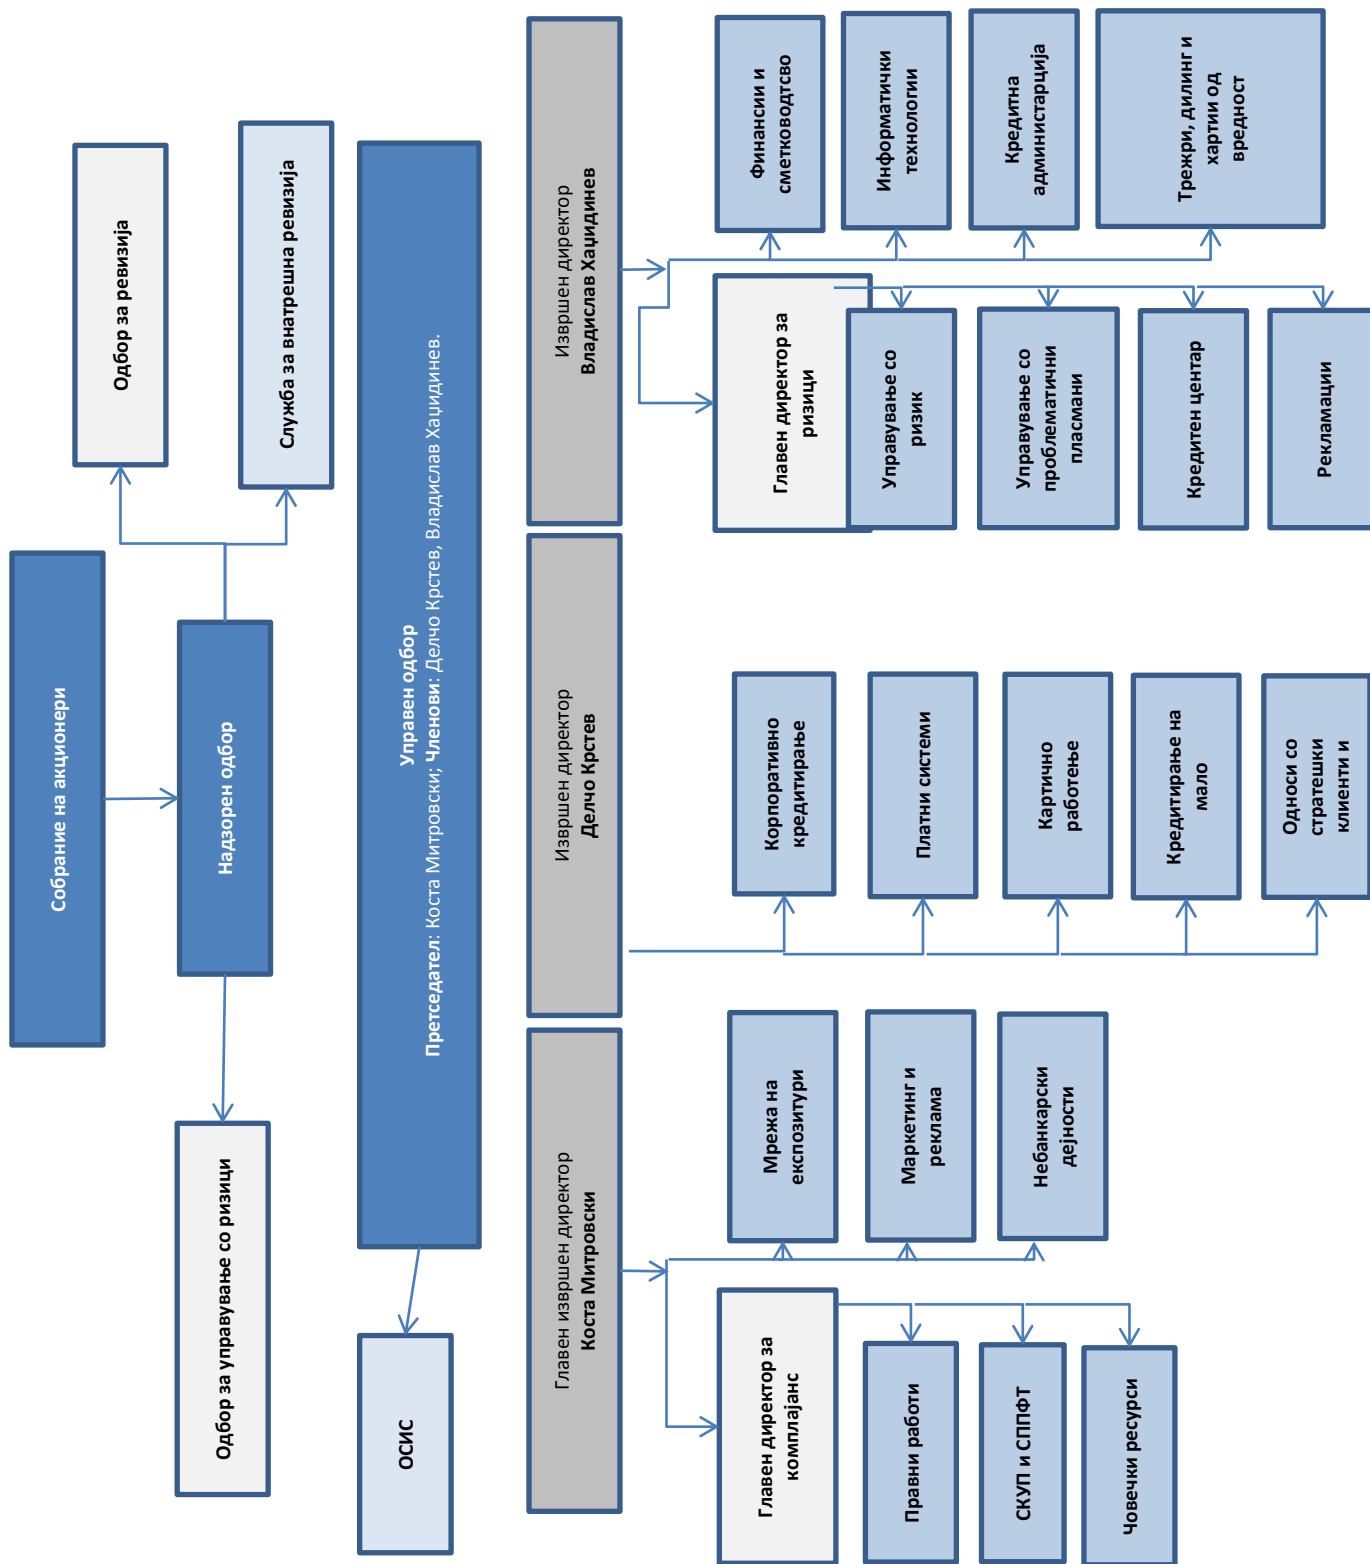 Собрание на акционери
Одбор за управување со ризици
Надзорен одбор
Одбор за ревизија
Служба за внатрешна ревизија
ОСИС
Управен одбор
Претседател: Коста Митровски; Членови: Делчо Крстев, Владислав Хаџидинев.
Главен извршен директор
Коста Митровски
Извршен директор
Делчо Крстев
Извршен директор
Владислав Хаџидинев
Главен директор за
комплајанс
Правни работи
СКУП и СППФТ
Човечки ресурси
Мрежа на
експозитури
Маркетинг и
реклама
Небанкарски
дејности
Корпоративно
кредитирање
Платни системи
Картично
работење
Кредитирање на
мало
Односи со
стратешки
клиенти и
Главен директор за
ризици
Управување со
ризик
Управување со
проблематични
пласмани
Кредитен центар
Рекламации
Финансии и
сметководтсво
Информатички
технологии
Кредитна
администарција
Трежри, дилинг и
хартии од
вредност